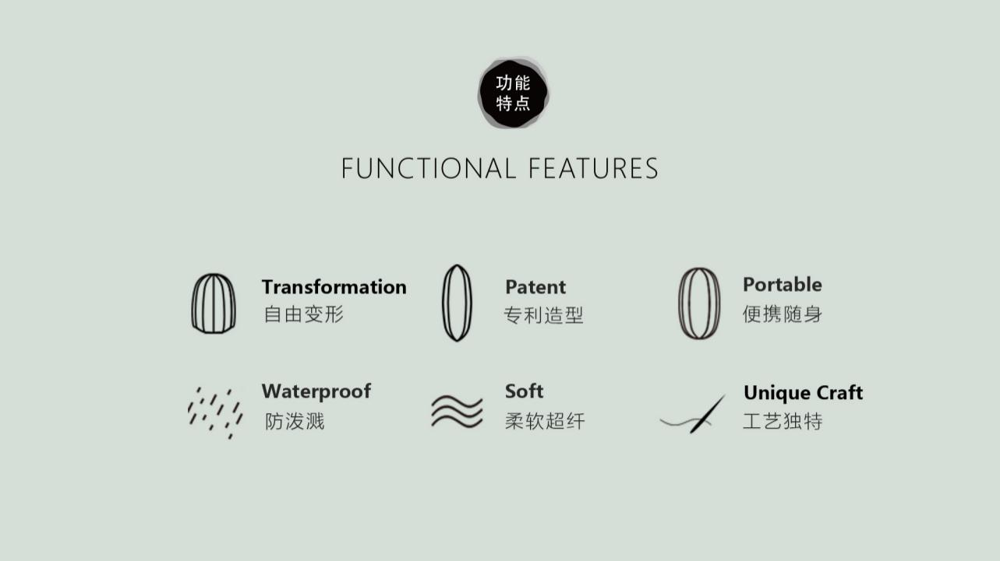 功能
特点
FUNCTIONAL FEATURES
Transformation
自由变形
Patent
专利造型
Portable
便携随身
Waterproof
防泼溅
Soft
柔软超纤
Unique Craft
工艺独特